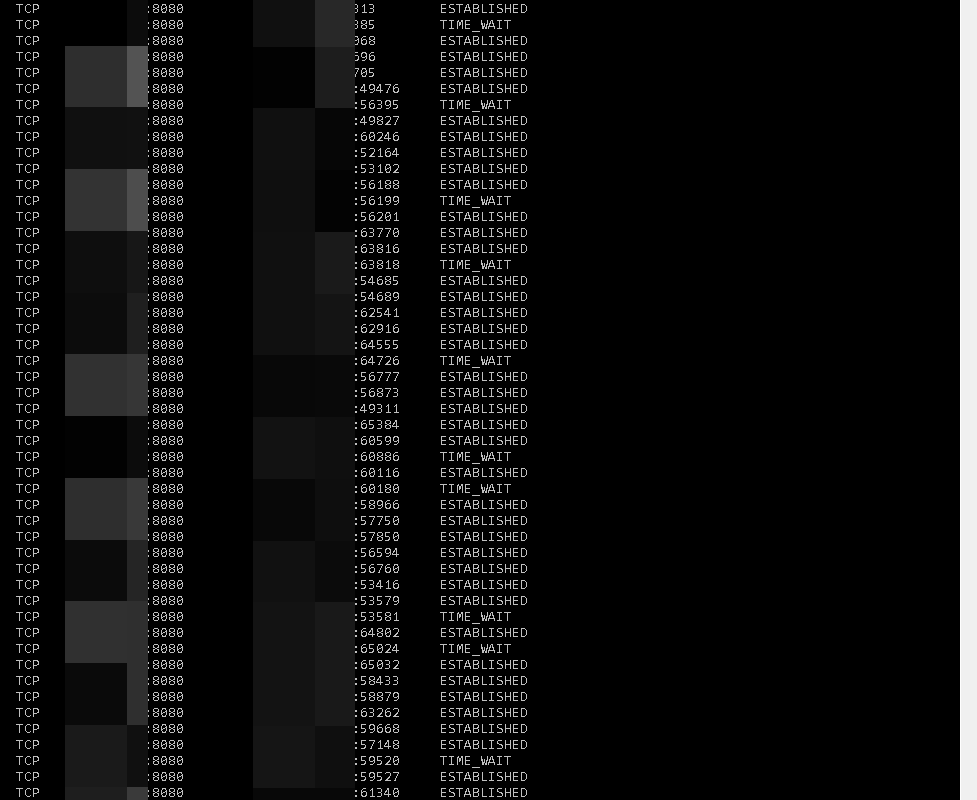 TCP :8080 313 ESTABLISHED
TCP :8080 385 TIME_WAIT
TCP :8080 068 ESTABLISHED
TCP :8080 696 ESTABLISHED
TCP :8080 705 ESTABLISHED
TCP :8080 :49476 ESTABLISHED
TCP :8080 :56395 TIME_WAIT
TCP :8080 :49827 ESTABLISHED
TCP :8080 :60246 ESTABLISHED
TCP :8080 :52164 ESTABLISHED
TCP :8080 :53102 ESTABLISHED
TCP :8080 :56188 ESTABLISHED
TCP :8080 :56199 TIME_WAIT
TCP :8080 :56201 ESTABLISHED
TCP :8080 :63770 ESTABLISHED
TCP :8080 :63816 ESTABLISHED
TCP :8080 :63818 TIME_WAIT
TCP :8080 :54685 ESTABLISHED
TCP :8080 :54689 ESTABLISHED
TCP :8080 :62541 ESTABLISHED
TCP :8080 :62916 ESTABLISHED
TCP :8080 :64555 ESTABLISHED
TCP :8080 :64726 TIME_WAIT
TCP :8080 :56777 ESTABLISHED
TCP :8080 :56873 ESTABLISHED
TCP :8080 :49311 ESTABLISHED
TCP :8080 :65384 ESTABLISHED
TCP :8080 :60599 ESTABLISHED
TCP :8080 :60886 TIME_WAIT
TCP :8080 :60116 ESTABLISHED
TCP :8080 :60180 TIME_WAIT
TCP :8080 :58966 ESTABLISHED
TCP :8080 :57750 ESTABLISHED
TCP :8080 :57850 ESTABLISHED
TCP :8080 :56594 ESTABLISHED
TCP :8080 :56760 ESTABLISHED
TCP :8080 :53416 ESTABLISHED
TCP :8080 :53579 ESTABLISHED
TCP :8080 :53581 TIME_WAIT
TCP :8080 :64802 ESTABLISHED
TCP :8080 :65024 TIME_WAIT
TCP :8080 :65032 ESTABLISHED
TCP :8080 :58433 ESTABLISHED
TCP :8080 :58879 ESTABLISHED
TCP :8080 :63262 ESTABLISHED
TCP :8080 :59668 ESTABLISHED
TCP :8080 :57148 ESTABLISHED
TCP :8080 :59520 TIME_WAIT
TCP :8080 :59527 ESTABLISHED
TCP :8080 :61340 ESTABLISHED